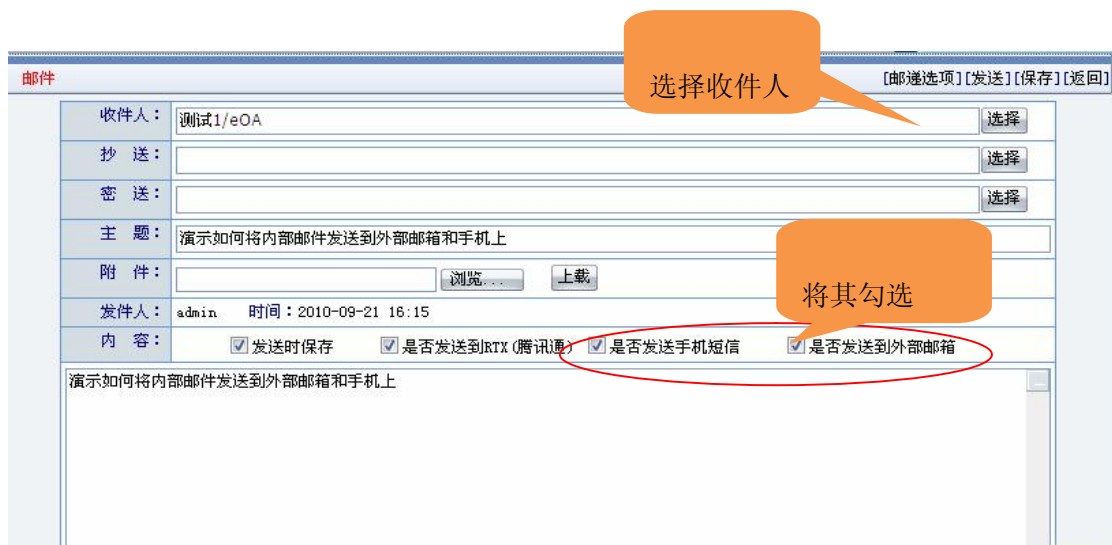 选择收件人
邮件 [邮递选项][发送][保存][返回]
收件人： 测试1/eOA 选择
抄 送： 选择
密 送： 选择
主 题： 演示如何将内部邮件发送到外部邮箱和手机上
附 件： 浏览... 上载
将其勾选
发件人： admin 时间：2010-09-21 16:15
内 容： 发送时保存 是否发送到RTX(腾讯通) 是否发送手机短信 是否发送到外部邮箱
演示如何将内部邮件发送到外部邮箱和手机上